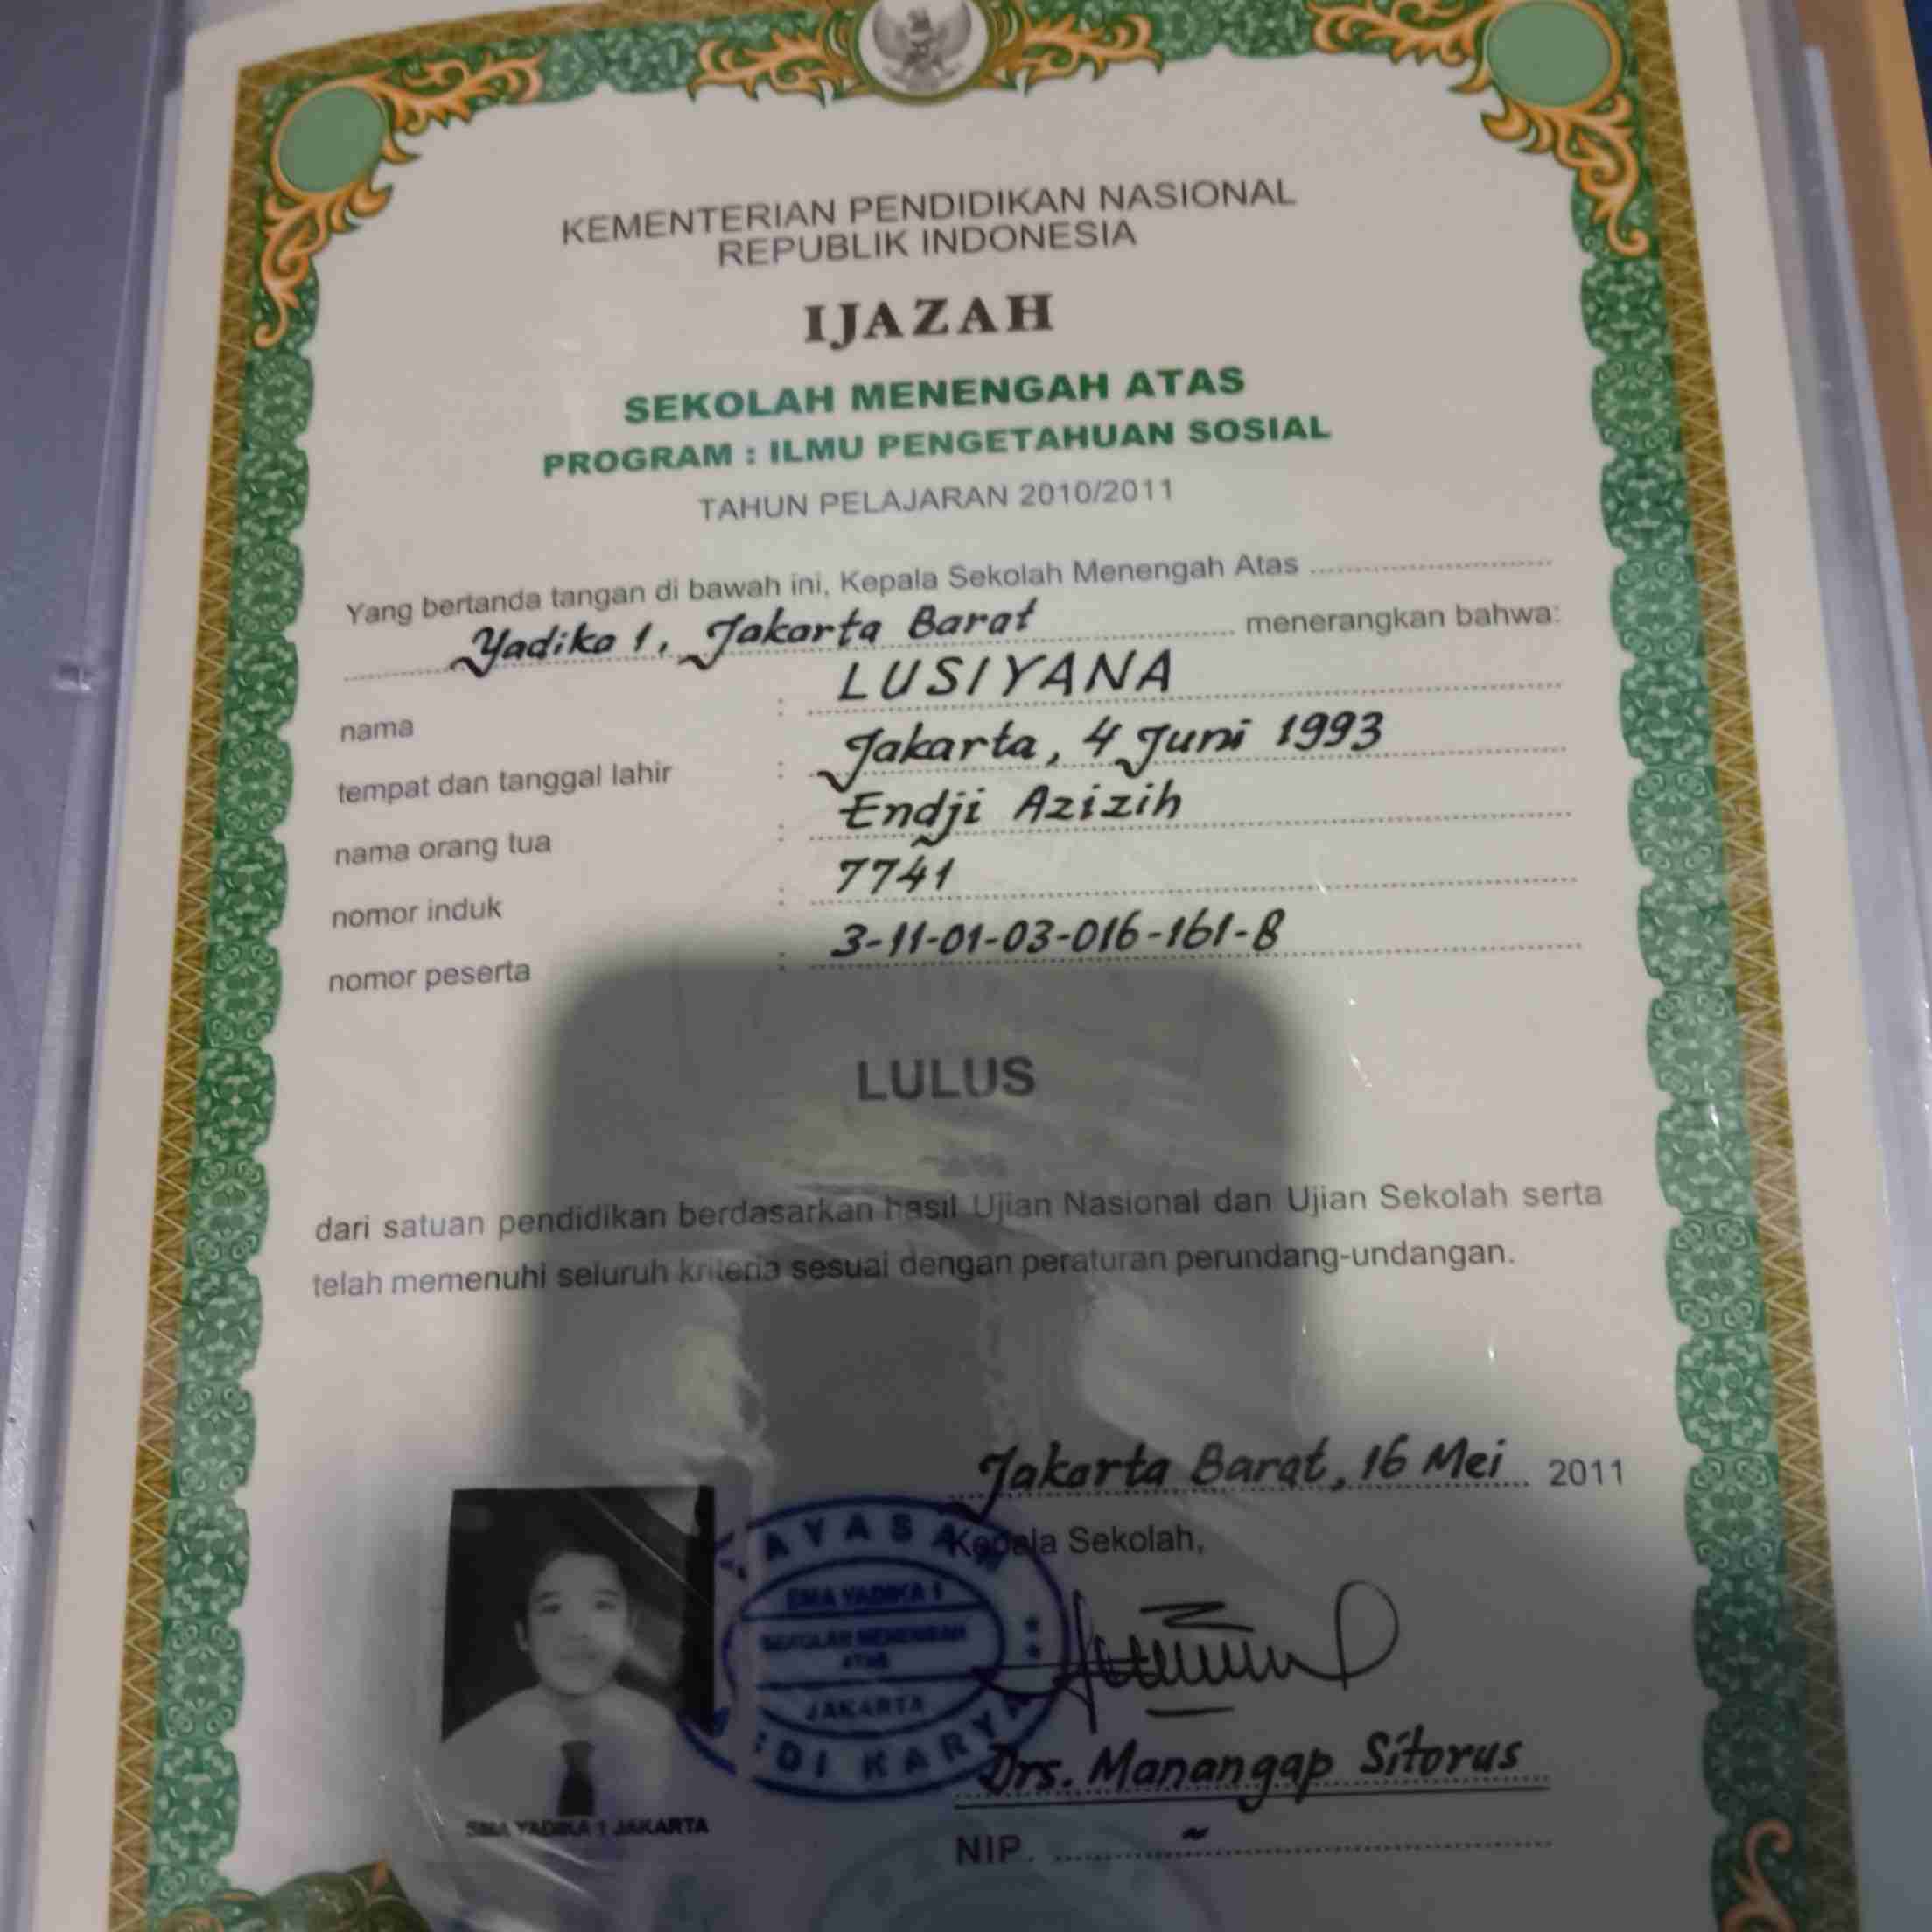 KEMENTERIAN PENDIDIKAN NASIONAL
REPUBLIK INDONESIA
IJAZAH
SEKOLAH MENENGAH ATAS
PROGRAM : ILMU PENGETAHUAN SOSIAL
TAHUN PELAJARAN 2010/2011
Yang bertanda tangan di bawah ini, Kepala Sekolah Menengah Atas
Yadika 1, Jakarta Barat menerangkan bahwa:
nama : LUSIYANA
tempat dan tanggal lahir : Jakarta, 4 Juni 1993
nama orang tua : Endji Azizih
nomor induk : 7741
nomor peserta : 3-11-01-03-016-161-8
LULUS
dari satuan pendidikan berdasarkan hasil Ujian Nasional dan Ujian Sekolah serta
telah memenuhi seluruh kriteria sesuai dengan peraturan perundang-undangan.
Jakarta Barat, 16 Mei 2011
Kepala Sekolah,
YAYASAN
SMA YADIKA 1
SEKOLAH MENENGAH
ATAS
JAKARTA
KARYA
Drs. Manangap Sitorus
SMA YADIKA 1 JAKARTA
NIP. -